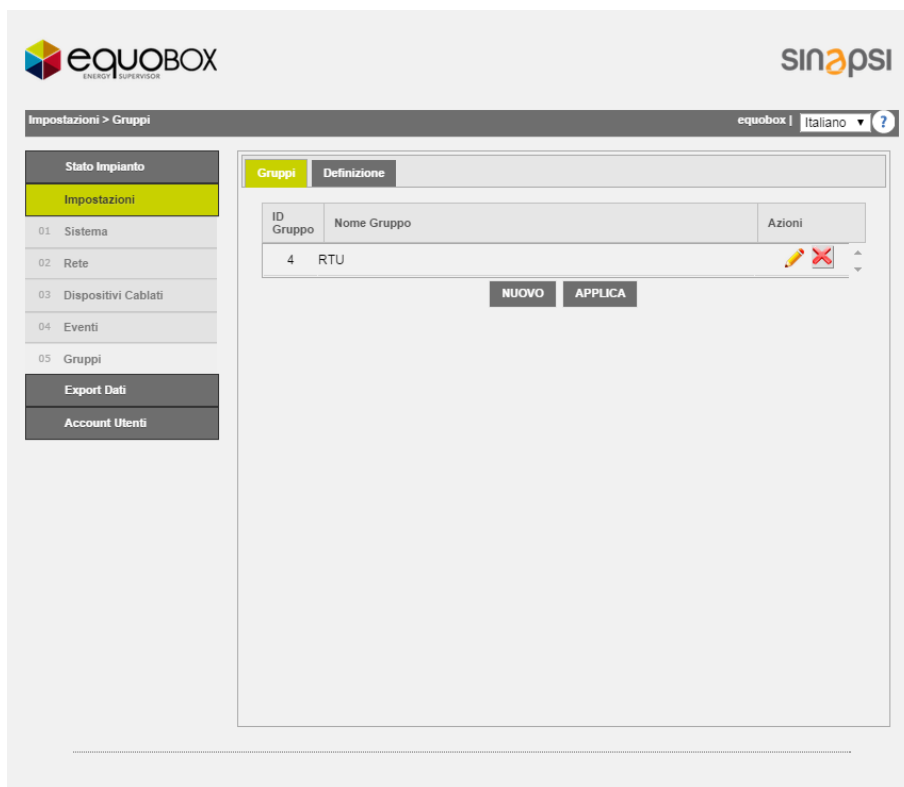 equobox
ENERGY SUPERVISOR
sinapsi
Impostazioni > Gruppi
equobox | Italiano ?
Stato Impianto
Impostazioni
01 Sistema
02 Rete
03 Dispositivi Cablati
04 Eventi
05 Gruppi
Export Dati
Account Utenti
Gruppi Definizione
ID Gruppo Nome Gruppo Azioni
4 RTU
NUOVO APPLICA